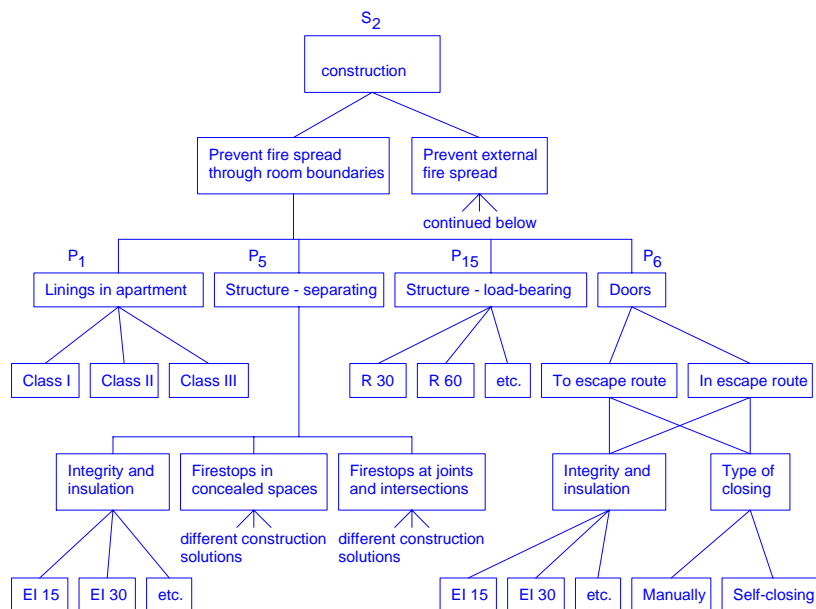 S2
construction
Prevent fire spread
through room boundaries
Prevent external
fire spread
continued below
P1
P5
P15
P6
Linings in apartment
Structure - separating
Structure - load-bearing
Doors
Class I
Class II
Class III
R 30
R 60
etc.
To escape route
In escape route
Integrity and
insulation
Firestops in
concealed spaces
Firestops at joints
and intersections
Integrity and
insulation
Type of
closing
different construction
solutions
different construction
solutions
EI 15
EI 30
etc.
EI 15
EI 30
etc.
Manually
Self-closing